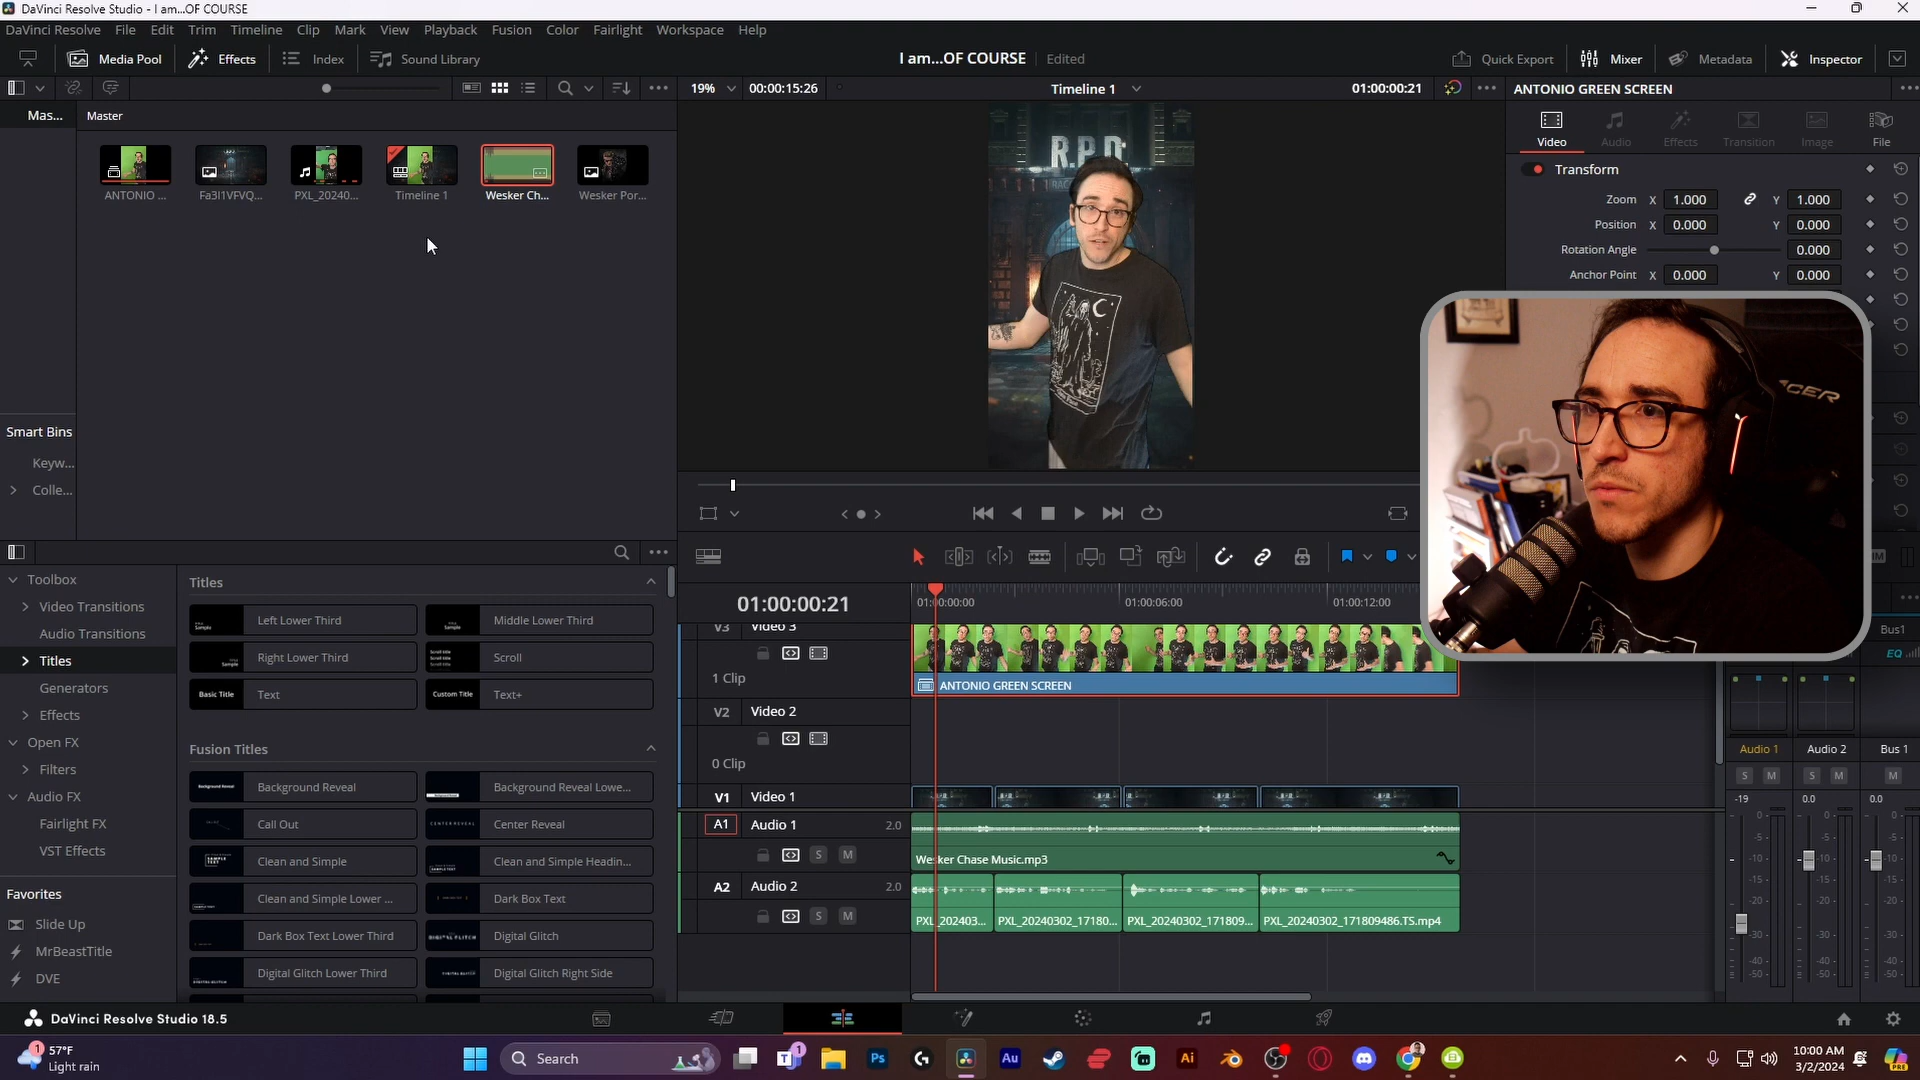 DaVinci Resolve Studio - I am...OF COURSE
DaVinci Resolve File Edit Trim Timeline Clip Mark View Playback Fusion Color Fairlight Workspace Help
Media Pool Effects Index Sound Library I am...OF COURSE Edited Quick Export Mixer Metadata Inspector
19% 00:00:15:26 Timeline 1 01:00:00:21 ANTONIO GREEN SCREEN
Mas... Master
Video Audio Effects Transition Image File
Transform
Zoom X 1.000 Y 1.000
Position X 0.000 Y 0.000
Rotation Angle 0.000
Anchor Point X 0.000 Y 0.000
ANTONIO ... Fa3I1VFVQ... PXL_20240... Timeline 1 Wesker Ch... Wesker Por...
R.P.D.
Smart Bins
Keyw...
Colle...
Toolbox
Video Transitions
Audio Transitions
Titles
Generators
Effects
Open FX
Filters
Audio FX
Fairlight FX
VST Effects
Favorites
Slide Up
MrBeastTitle
DVE
Titles
Left Lower Third Middle Lower Third
Right Lower Third Scroll
Basic Title Text Custom Title Text+
Fusion Titles
Background Reveal Background Reveal Lowe...
Call Out Center Reveal
Clean and Simple Clean and Simple Headin...
Clean and Simple Lower ... Dark Box Text
Dark Box Text Lower Third Digital Glitch
Digital Glitch Lower Third Digital Glitch Right Side
01:00:00:21
01:00:00:00 01:00:06:00 01:00:12:00
V3 Video 3
1 Clip
ANTONIO GREEN SCREEN
V2 Video 2
0 Clip
V1 Video 1
A1 Audio 1 2.0
S M
Wesker Chase Music.mp3
A2 Audio 2 2.0
S M
PXL_202403... PXL_20240302_17180... PXL_20240302_171809... PXL_20240302_171809486.TS.mp4
Bus1
EQ
Audio 1 Audio 2 Bus 1
S M S M M
-19 0.0 0.0
DaVinci Resolve Studio 18.5
57°F
Light rain
Search
10:00 AM
3/2/2024